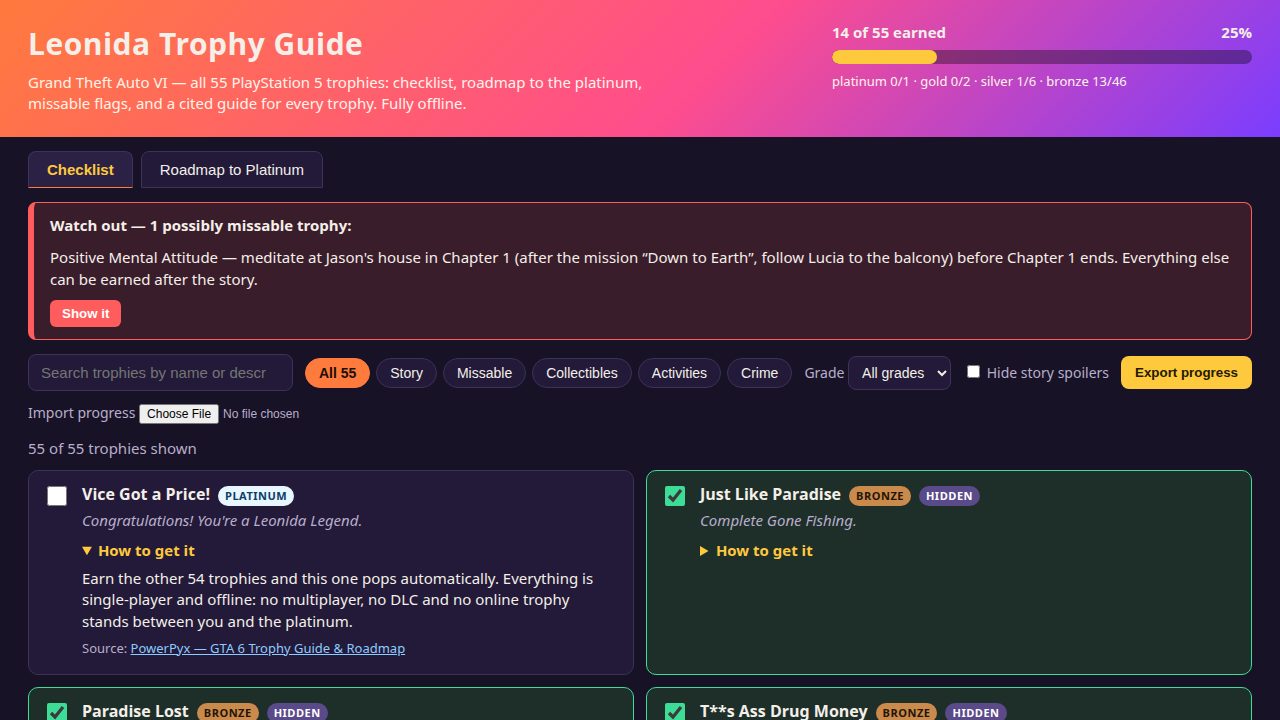 Leonida Trophy Guide
Grand Theft Auto VI — all 55 PlayStation 5 trophies: checklist, roadmap to the platinum,
missable flags, and a cited guide for every trophy. Fully offline.
14 of 55 earned 25%
platinum 0/1 · gold 0/2 · silver 1/6 · bronze 13/46
Checklist Roadmap to Platinum
Watch out — 1 possibly missable trophy:
Positive Mental Attitude — meditate at Jason's house in Chapter 1 (after the mission "Down to Earth", follow Lucia to the balcony) before Chapter 1 ends. Everything else
can be earned after the story.
Show it
Search trophies by name or descr All 55 Story Missable Collectibles Activities Crime Grade All grades Hide story spoilers Export progress
Import progress Choose File No file chosen
55 of 55 trophies shown
Vice Got a Price! PLATINUM
Congratulations! You're a Leonida Legend.
How to get it
Earn the other 54 trophies and this one pops automatically. Everything is
single-player and offline: no multiplayer, no DLC and no online trophy
stands between you and the platinum.
Source: PowerPyx — GTA 6 Trophy Guide & Roadmap
Just Like Paradise BRONZE HIDDEN
Complete Gone Fishing.
How to get it
Paradise Lost BRONZE HIDDEN
T**s Ass Drug Money BRONZE HIDDEN